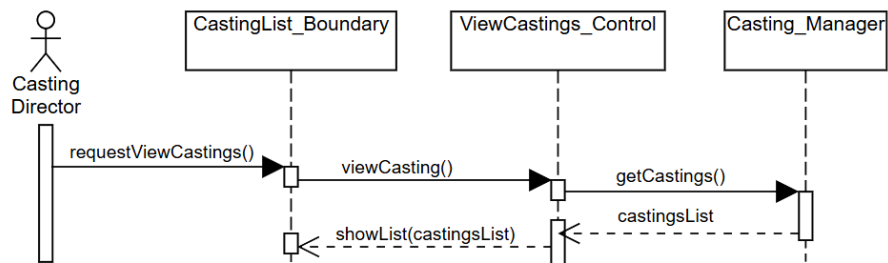 CastingList_Boundary
ViewCastings_Control
Casting_Manager
Casting
Director
requestViewCastings()
viewCasting()
getCastings()
castingsList
showList(castingsList)